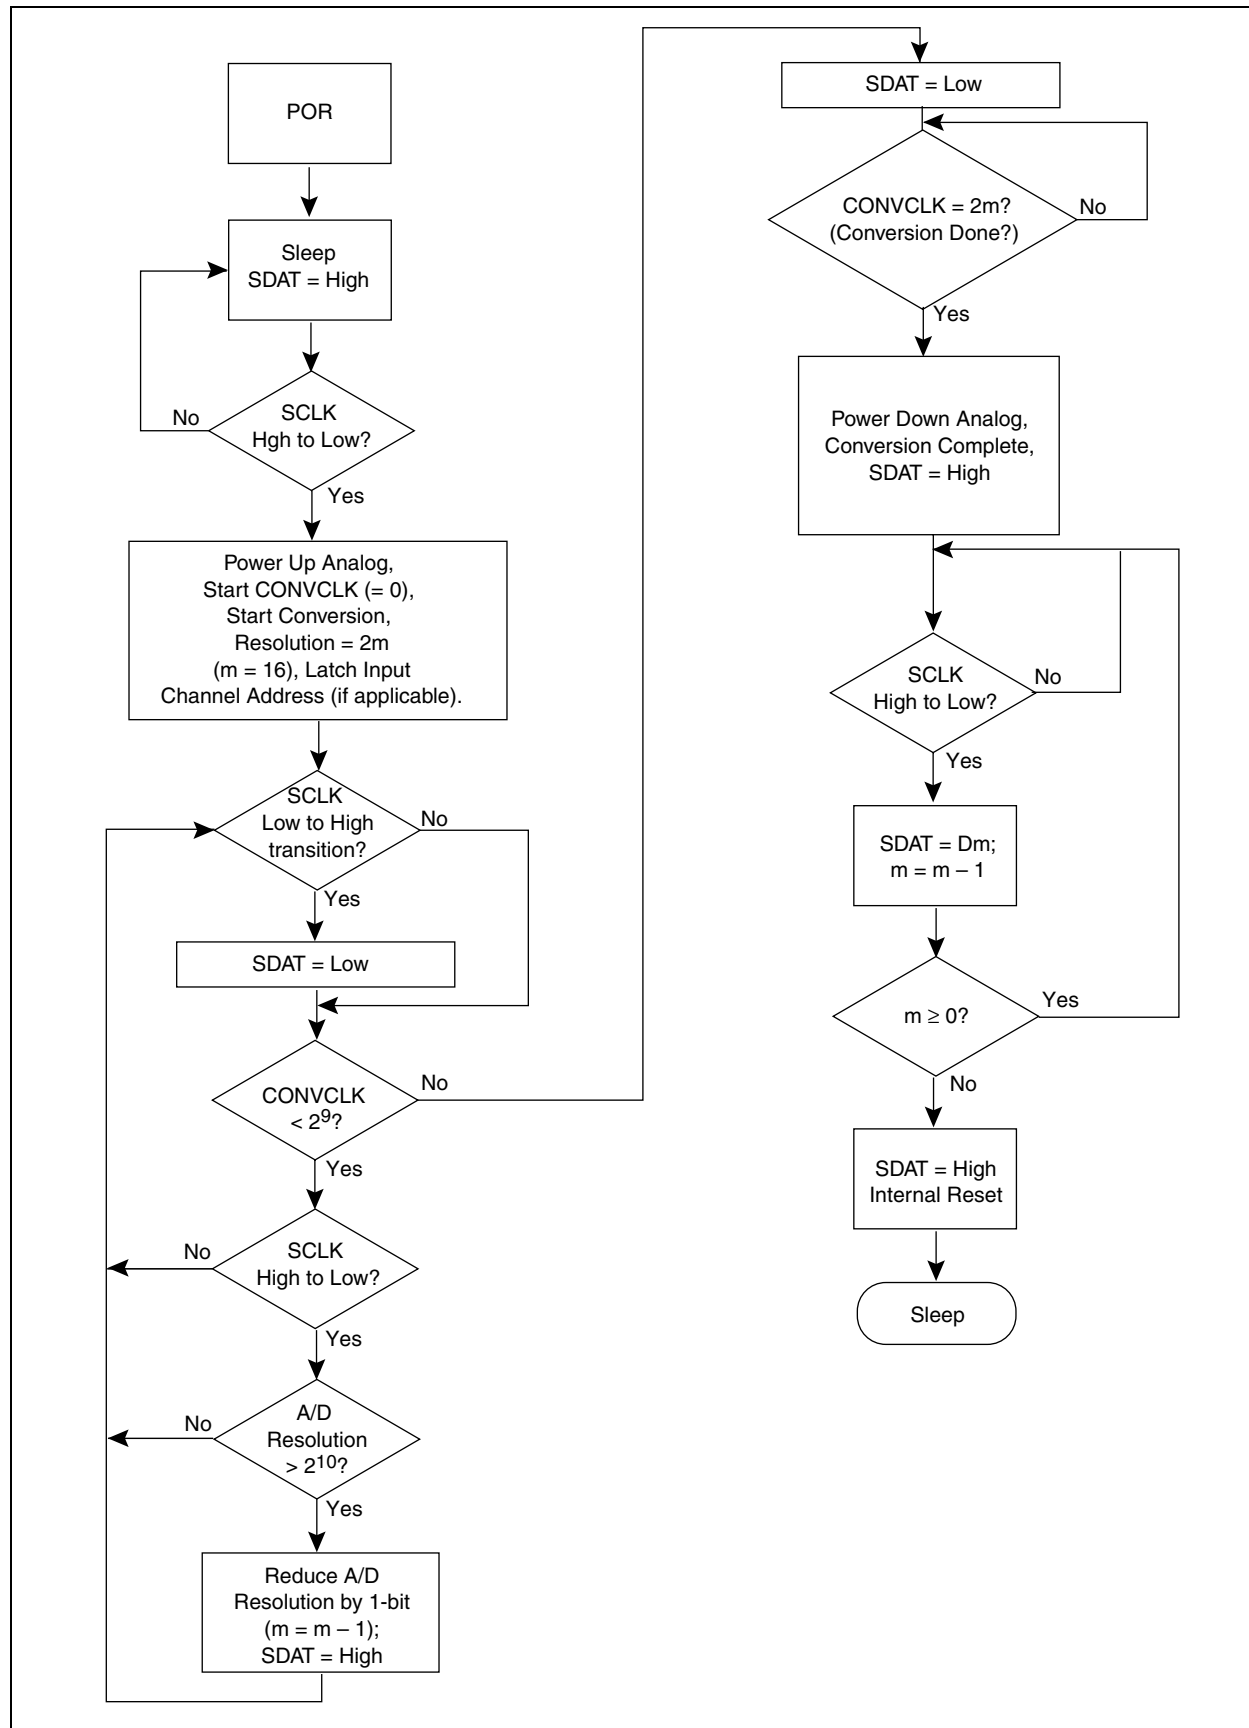 POR
Sleep
SDAT = High
SCLK
Hgh to Low?
No
Yes
Power Up Analog,
Start CONVCLK (= 0),
Start Conversion,
Resolution = 2m
(m = 16), Latch Input
Channel Address (if applicable).
SCLK
Low to High
transition?
No
Yes
SDAT = Low
CONVCLK
< 2⁹?
No
Yes
SCLK
High to Low?
No
Yes
A/D
Resolution
> 2¹⁰?
No
Yes
Reduce A/D
Resolution by 1-bit
(m = m – 1);
SDAT = High
SDAT = Low
CONVCLK = 2m?
(Conversion Done?)
No
Yes
Power Down Analog,
Conversion Complete,
SDAT = High
SCLK
High to Low?
No
Yes
SDAT = Dm;
m = m – 1
m ≥ 0?
Yes
No
SDAT = High
Internal Reset
Sleep